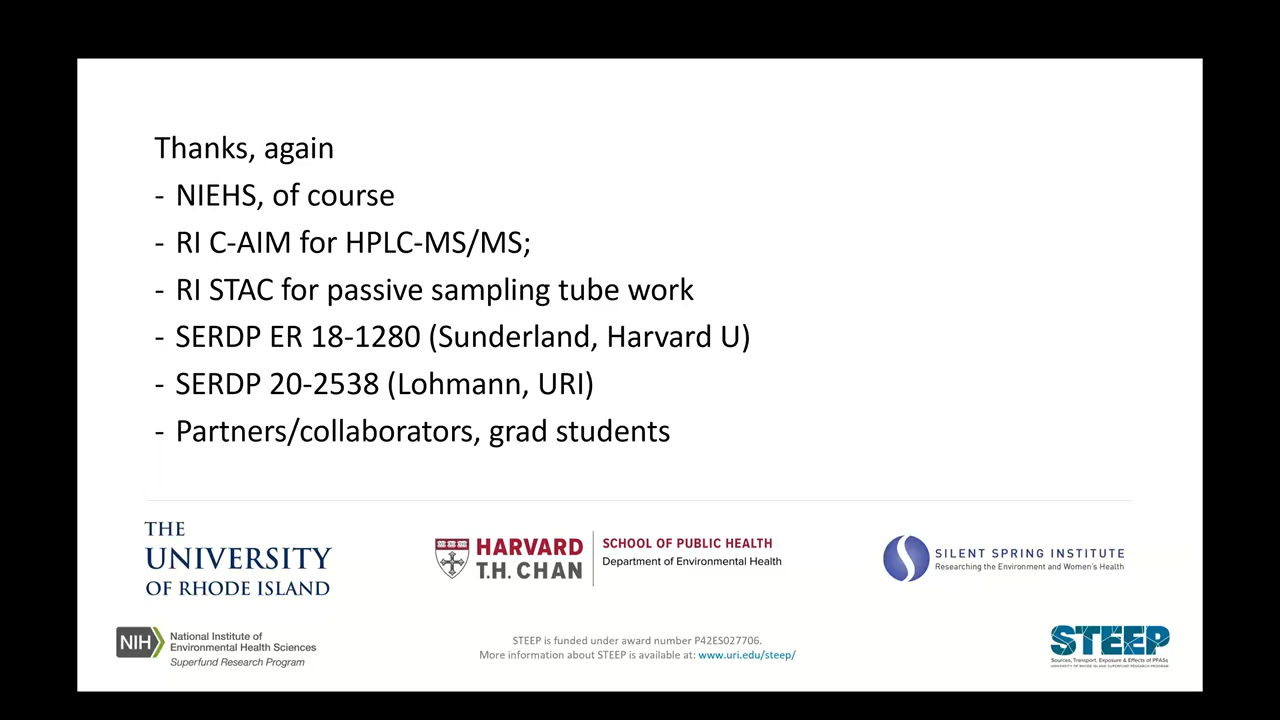 Thanks, again
- NIEHS, of course
- RI C-AIM for HPLC-MS/MS;
- RI STAC for passive sampling tube work
- SERDP ER 18-1280 (Sunderland, Harvard U)
- SERDP 20-2538 (Lohmann, URI)
- Partners/collaborators, grad students
THE
UNIVERSITY
OF RHODE ISLAND
HARVARD
T.H. CHAN
SCHOOL OF PUBLIC HEALTH
Department of Environmental Health
SILENT SPRING INSTITUTE
Researching the Environment and Women's Health
NIH
National Institute of
Environmental Health Sciences
Superfund Research Program
STEEP is funded under award number P42ES027706.
More information about STEEP is available at: www.uri.edu/steep/
STEEP
Sources, Transport, Exposure & Effects of PFASs
UNIVERSITY OF RHODE ISLAND SUPERFUND RESEARCH PROGRAM